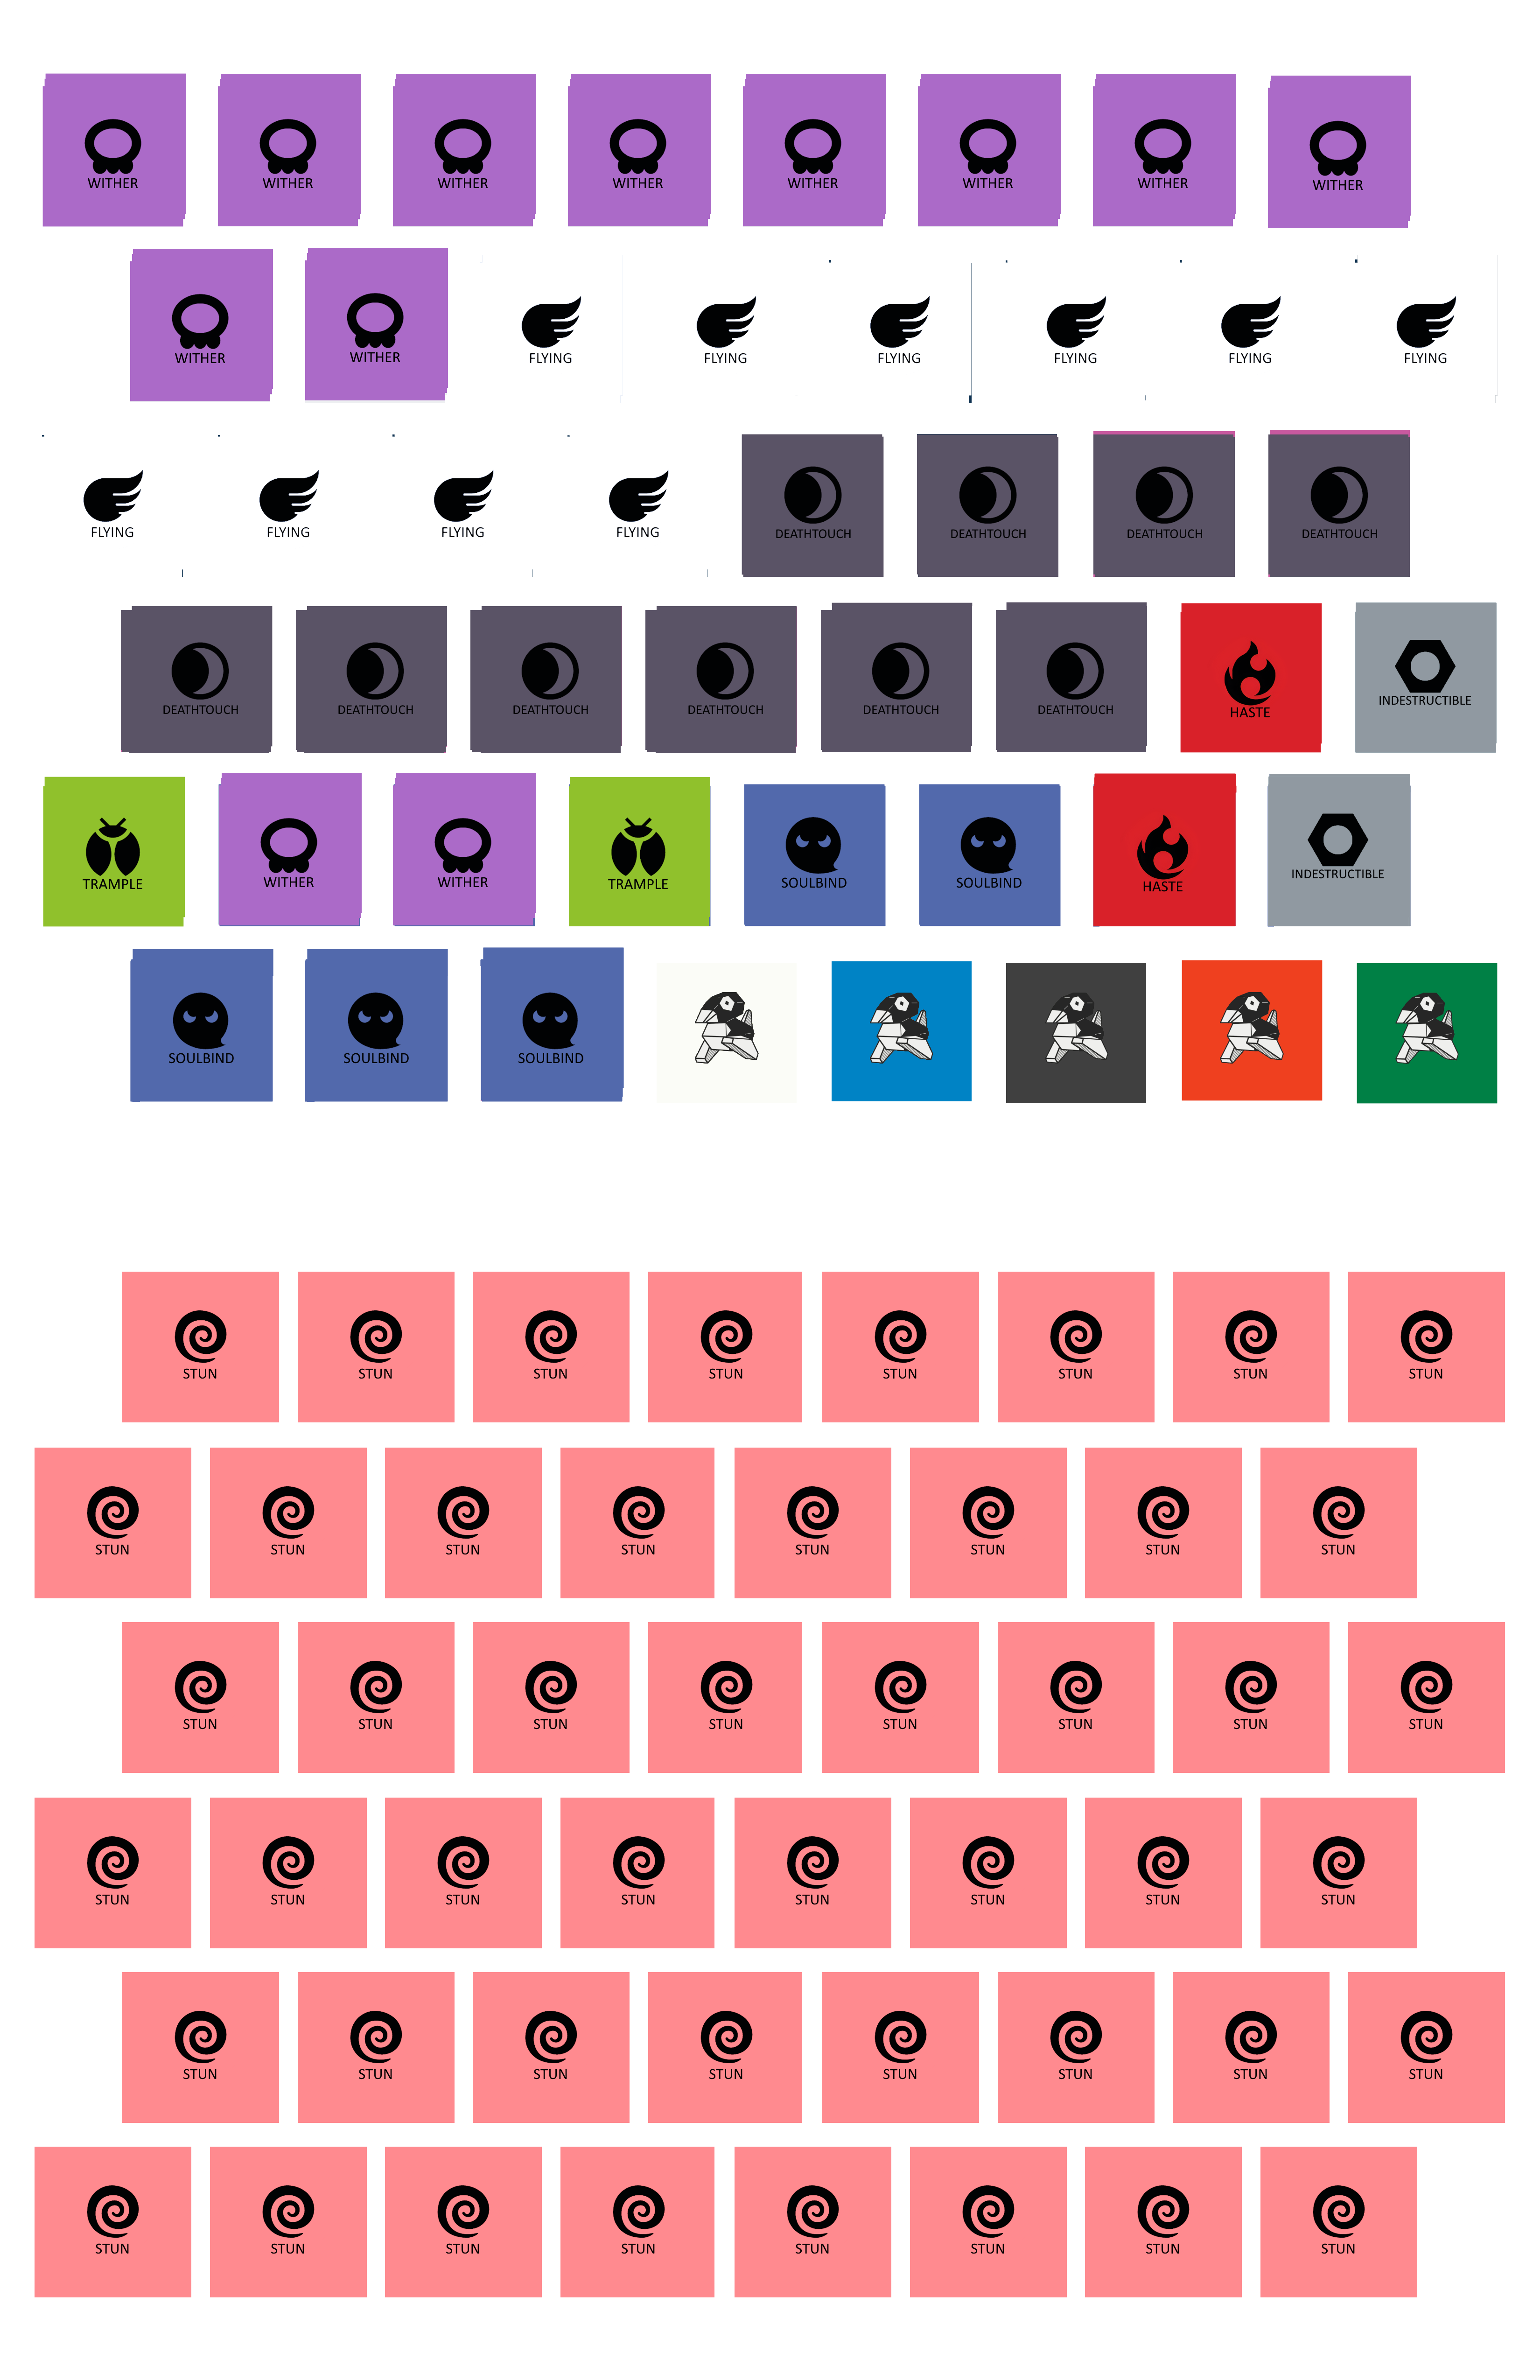 WITHER WITHER WITHER WITHER WITHER WITHER WITHER WITHER
WITHER WITHER FLYING FLYING FLYING FLYING FLYING FLYING
FLYING FLYING FLYING FLYING DEATHTOUCH DEATHTOUCH DEATHTOUCH DEATHTOUCH
DEATHTOUCH DEATHTOUCH DEATHTOUCH DEATHTOUCH DEATHTOUCH DEATHTOUCH HASTE INDESTRUCTIBLE
TRAMPLE WITHER WITHER TRAMPLE SOULBIND SOULBIND HASTE INDESTRUCTIBLE
SOULBIND SOULBIND SOULBIND
STUN STUN STUN STUN STUN STUN STUN STUN
STUN STUN STUN STUN STUN STUN STUN STUN
STUN STUN STUN STUN STUN STUN STUN STUN
STUN STUN STUN STUN STUN STUN STUN STUN
STUN STUN STUN STUN STUN STUN STUN STUN
STUN STUN STUN STUN STUN STUN STUN STUN